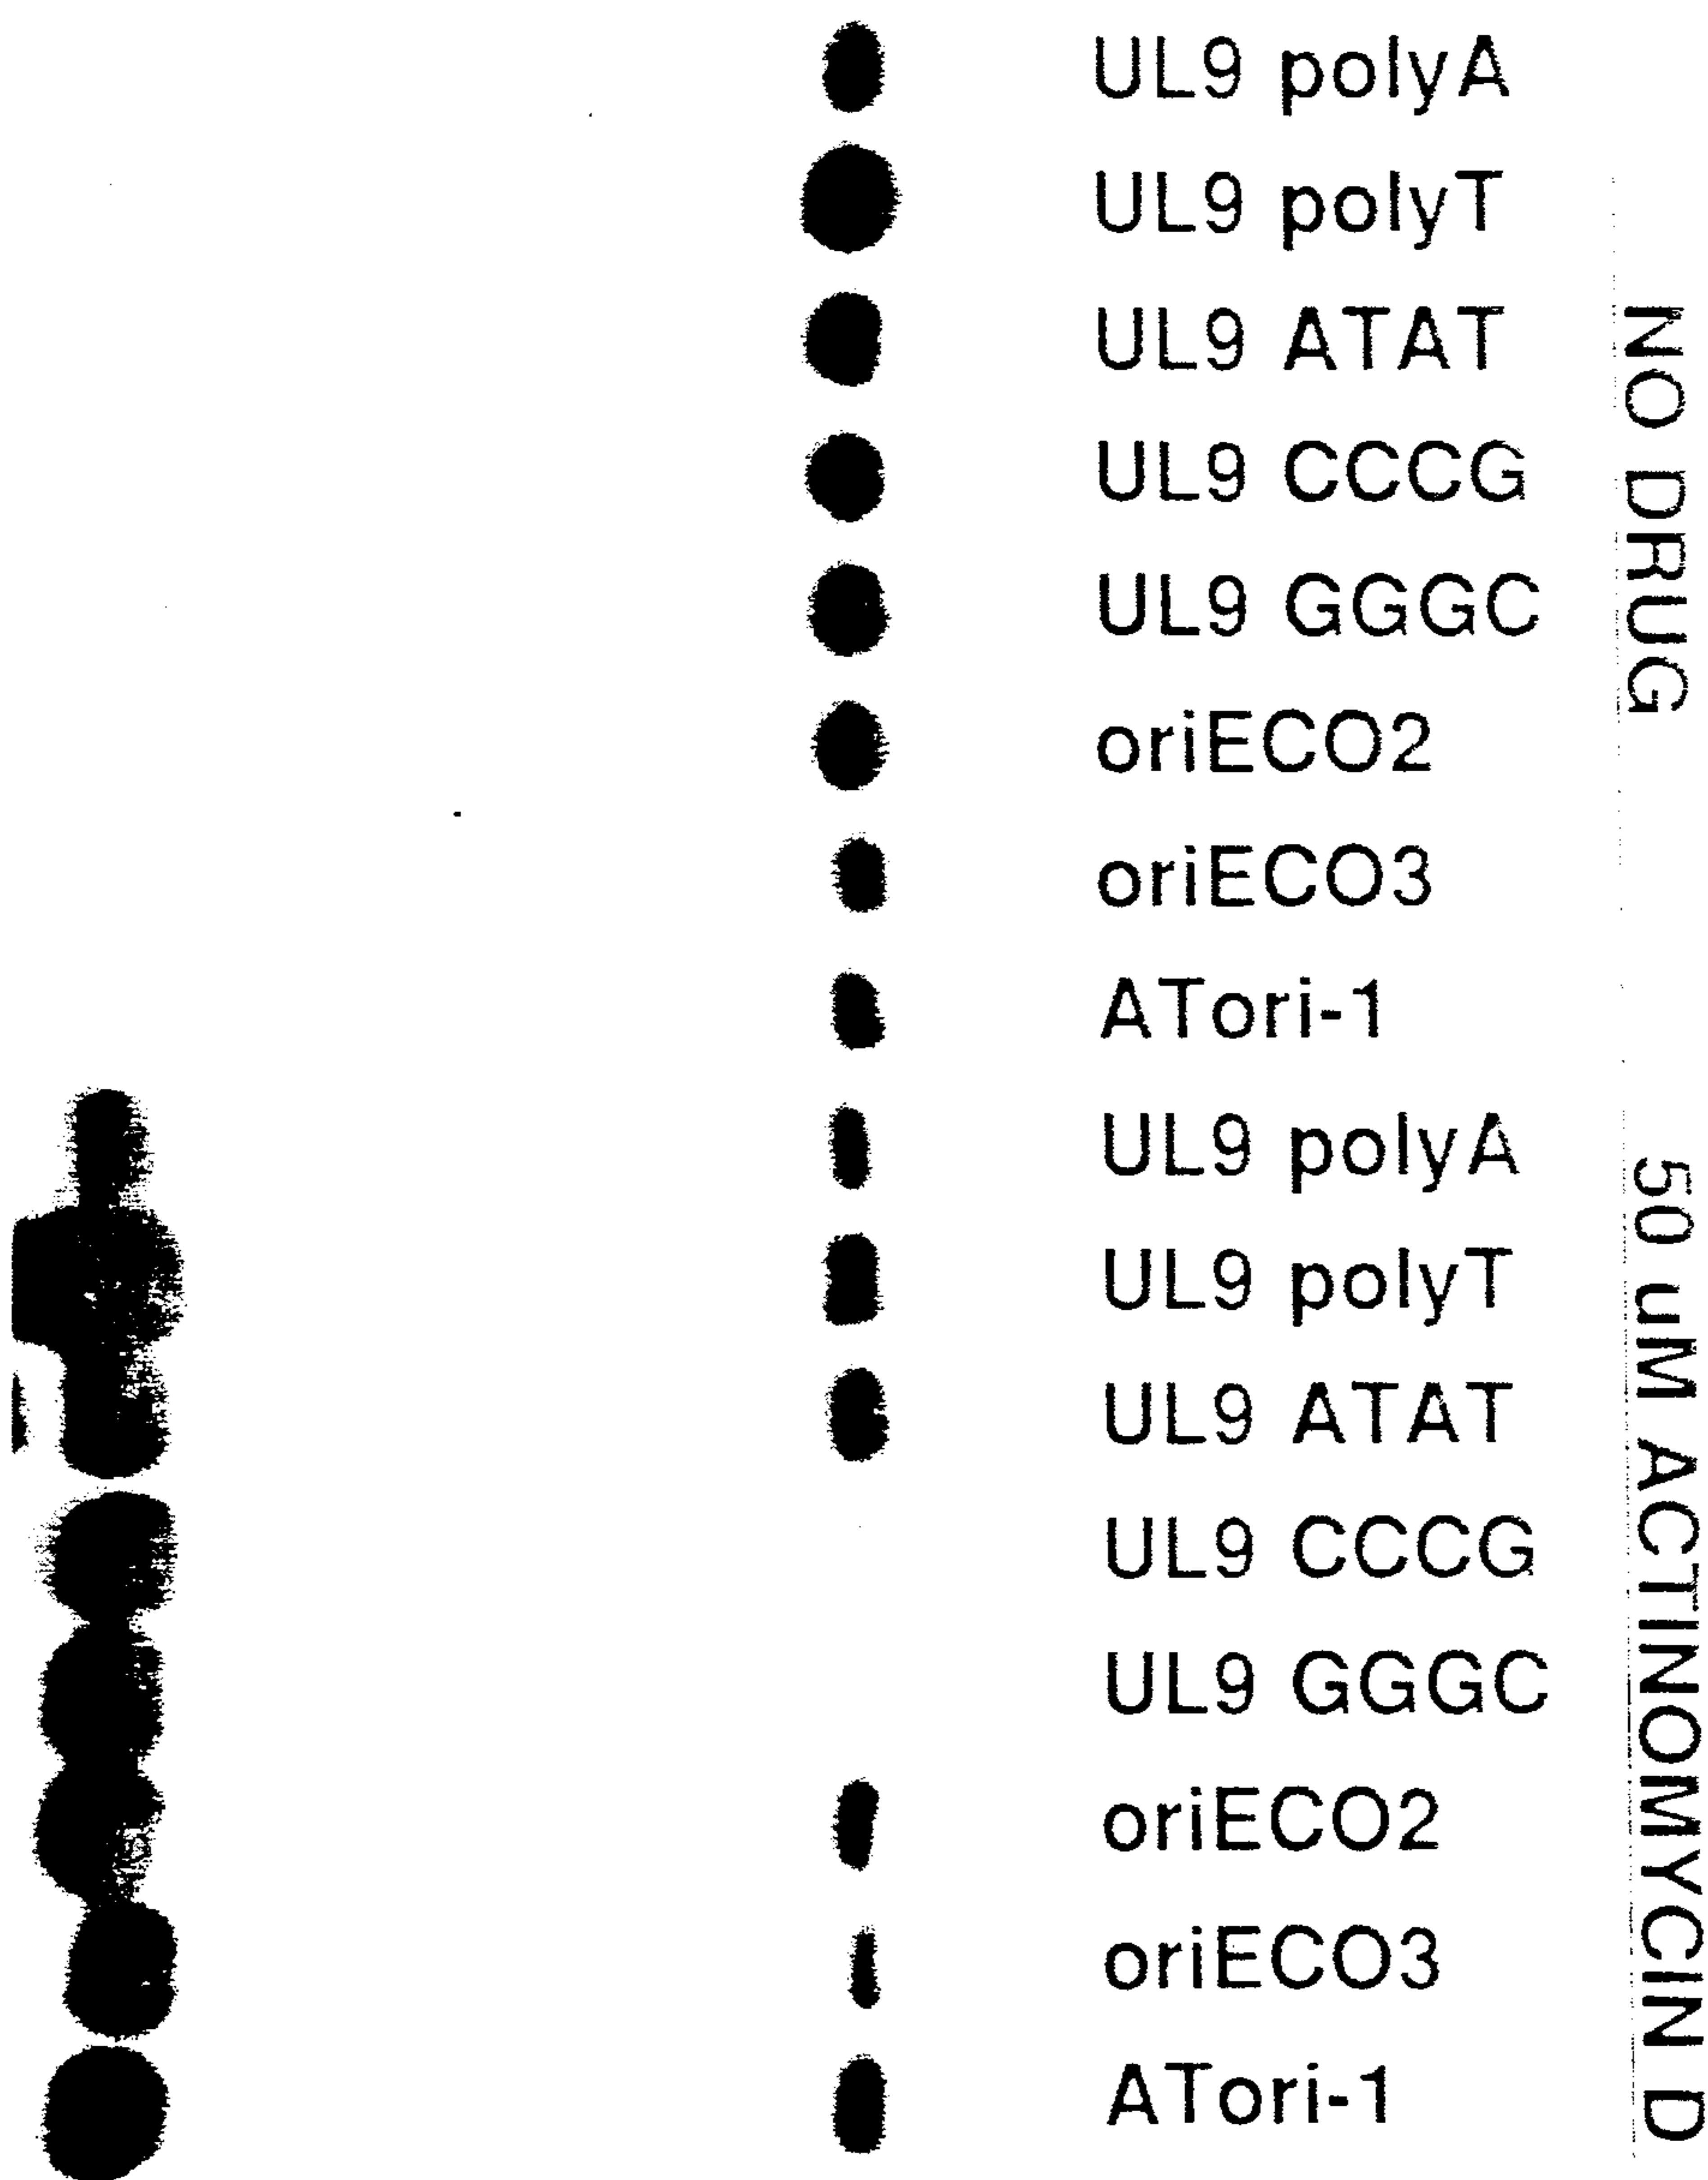 UL9 polyA
UL9 polyT
UL9 ATAT
UL9 CCCG
UL9 GGGC
oriECO2
oriECO3
ATori-1
NO DRUG
UL9 polyA
UL9 polyT
UL9 ATAT
UL9 CCCG
UL9 GGGC
oriECO2
oriECO3
ATori-1
50 uM ACTINOMYCIN D